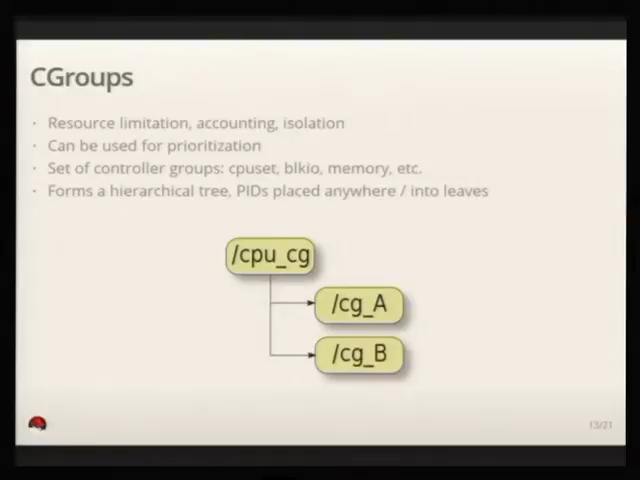 CGroups
· Resource limitation, accounting, isolation
· Can be used for prioritization
· Set of controller groups: cpuset, blkio, memory, etc.
· Forms a hierarchical tree, PIDs placed anywhere / into leaves
/cpu_cg
/cg_A
/cg_B
13/21